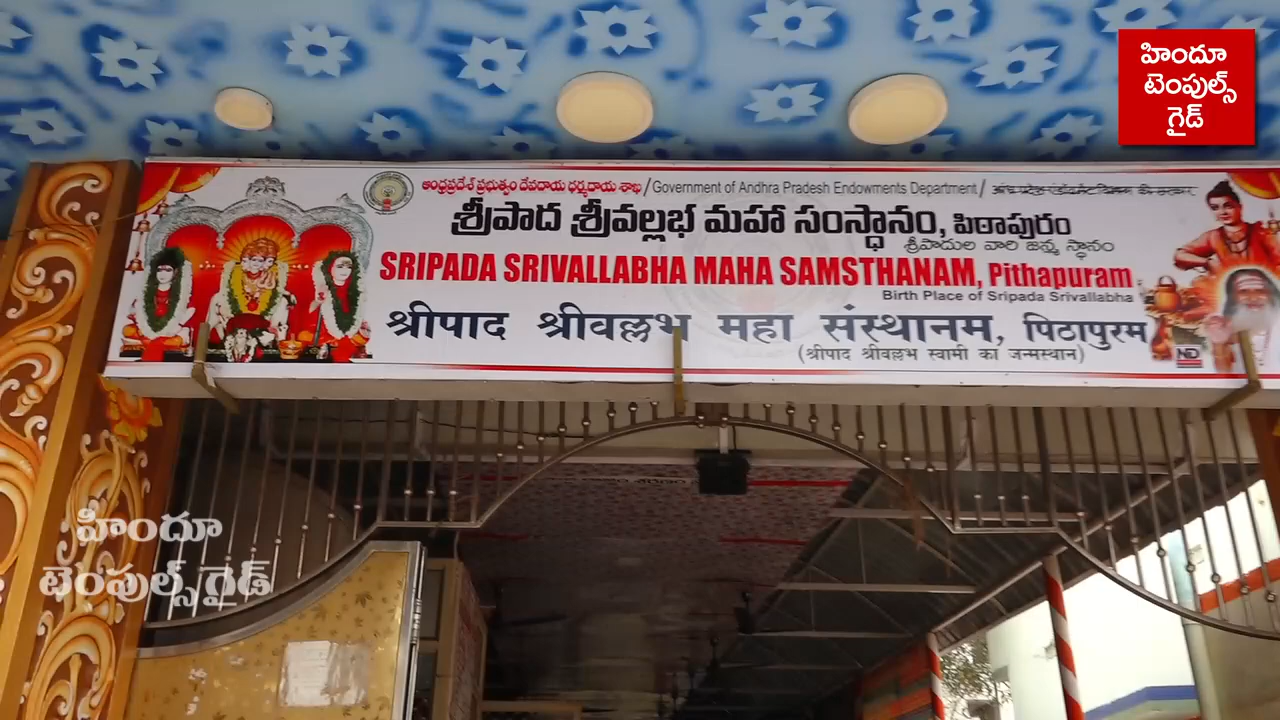 హిందూ
టెంపుల్స్
గైడ్
ఆంధ్రప్రదేశ్ ప్రభుత్వం దేవదాయ ధర్మదాయ శాఖ/Government of Andhra Pradesh Endowments Department/
శ్రీపాద శ్రీవల్లభ మహా సంస్థానం, పిఠాపురం
శ్రీపాదుల వారి జన్మ స్థానం
SRIPADA SRIVALLABHA MAHA SAMSTHANAM, Pithapuram
Birth Place of Sripada Srivallabha
श्रीपाद श्रीवल्लभ महा संस्थानम, पिठापुरम
(श्रीपाद श्रीवल्लभ स्वामी का जन्मस्थान)
ND
హిందూ
టెంపుల్స్ గైడ్